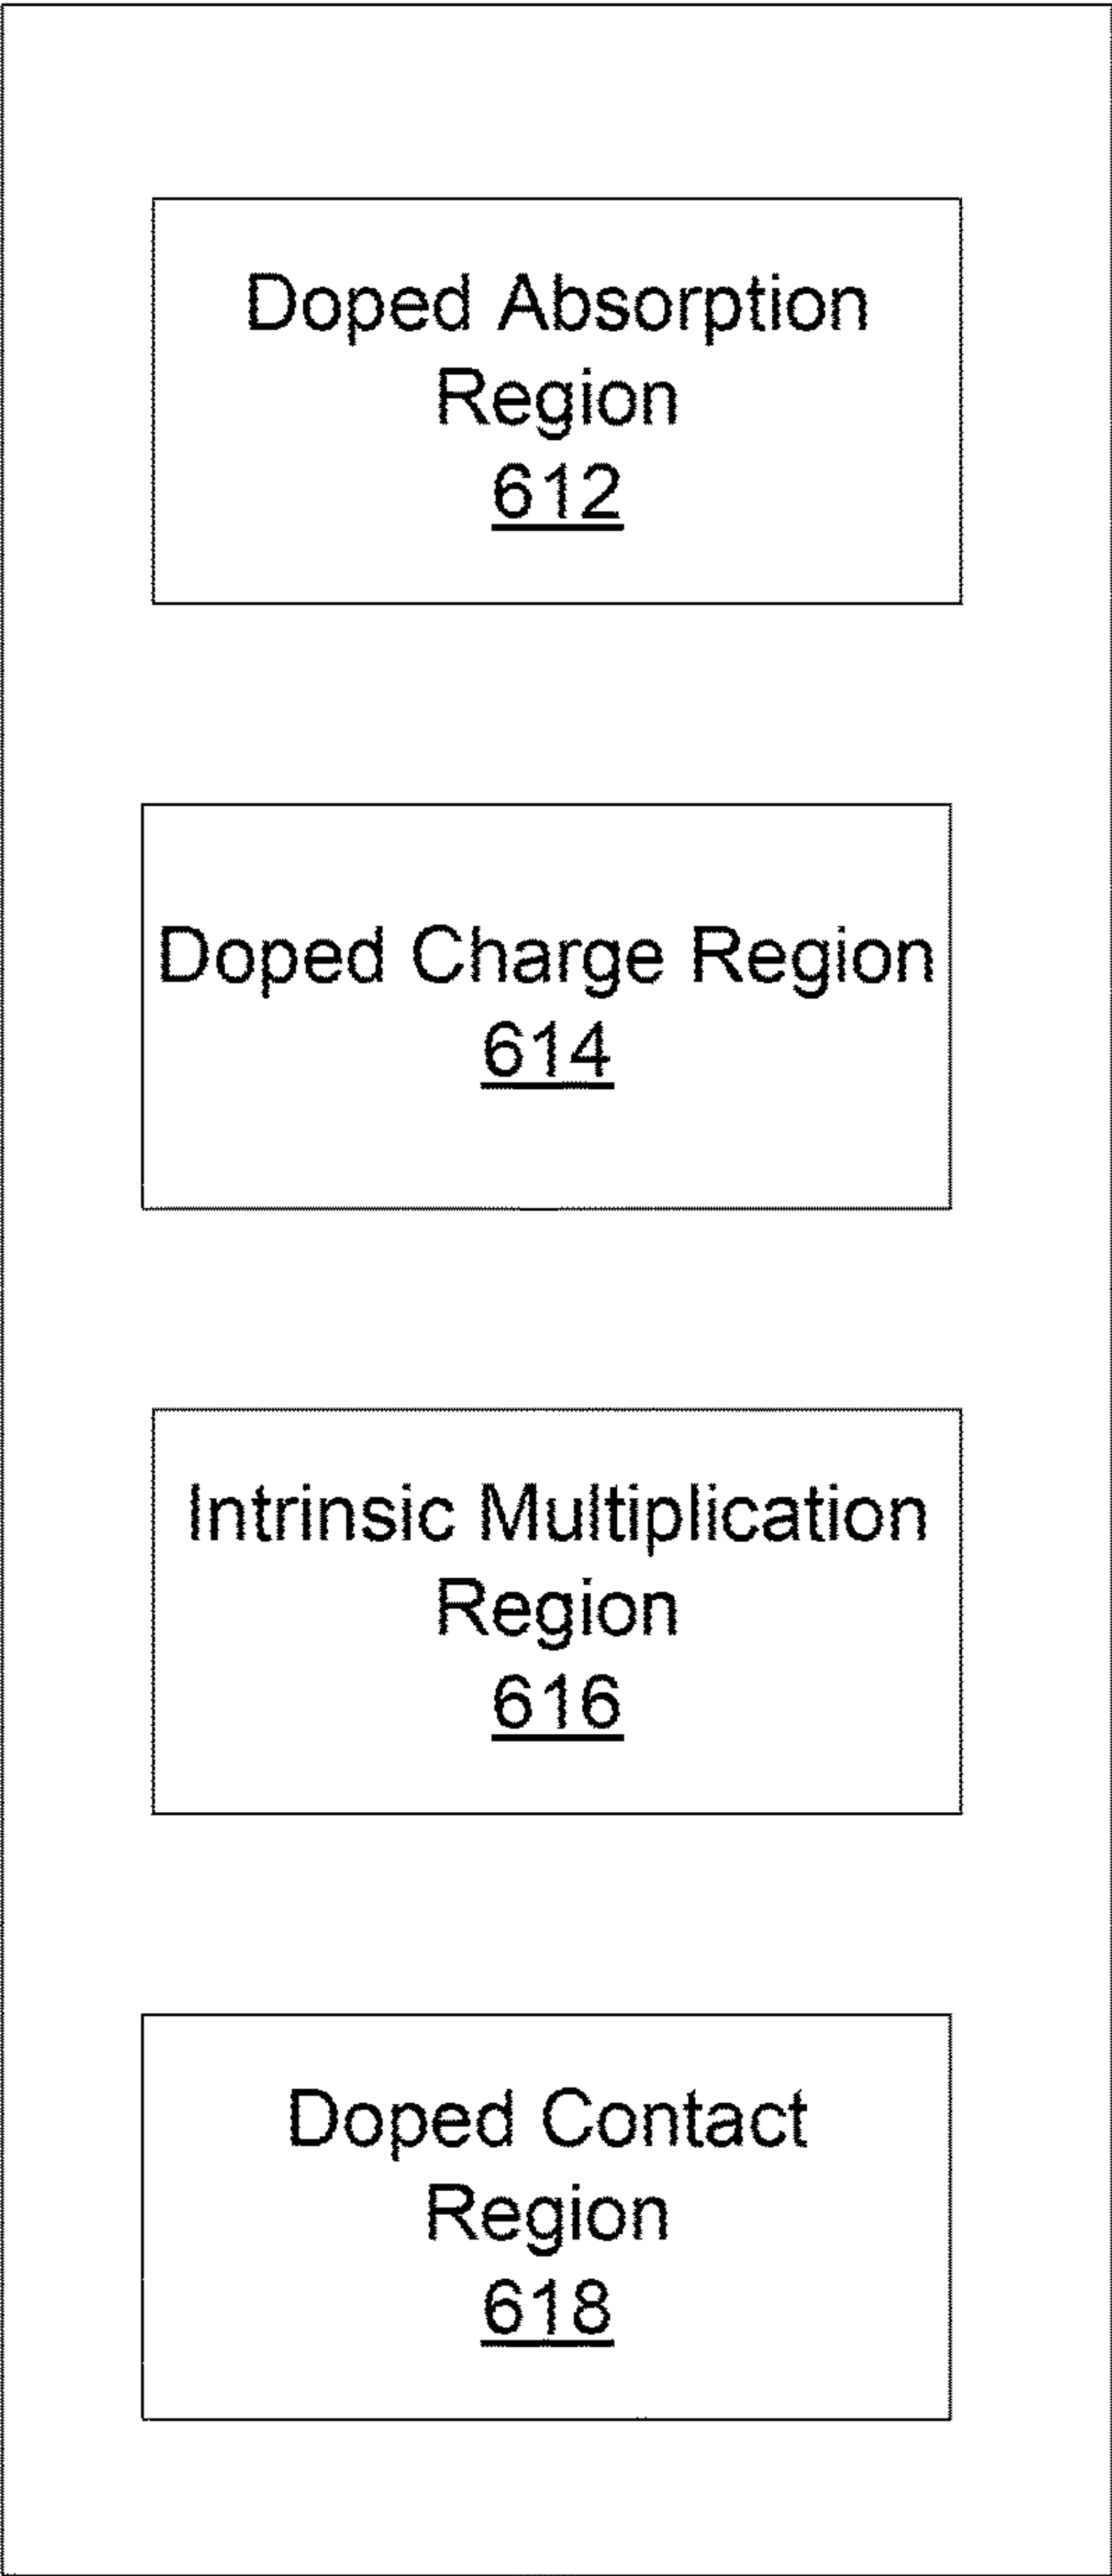 Doped Absorption
Region
612
Doped Charge Region
614
Intrinsic Multiplication
Region
616
Doped Contact
Region
618